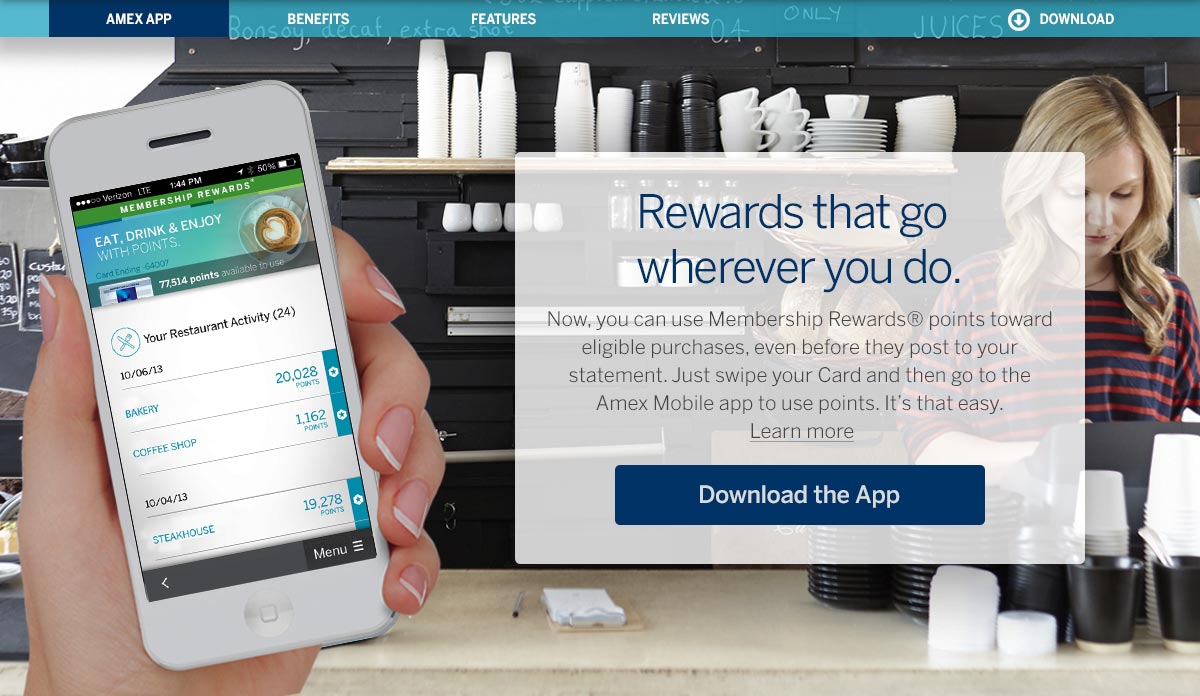 AMEX APP
BENEFITS
FEATURES
REVIEWS
DOWNLOAD
Bonsoy, decaf, extra shot
0.4
ONLY
JUICES
Verizon LTE
1:44 PM
50%
MEMBERSHIP REWARDS®
EAT, DRINK & ENJOY
WITH POINTS.
Card Ending -64007
77,514 points available to use
Your Restaurant Activity (24)
10/06/13
20,028
POINTS
BAKERY
1,162
POINTS
COFFEE SHOP
10/04/13
19,278
POINTS
STEAKHOUSE
Menu
Rewards that go
wherever you do.
Now, you can use Membership Rewards® points toward
eligible purchases, even before they post to your
statement. Just swipe your Card and then go to the
Amex Mobile app to use points. It's that easy.
Learn more
Download the App